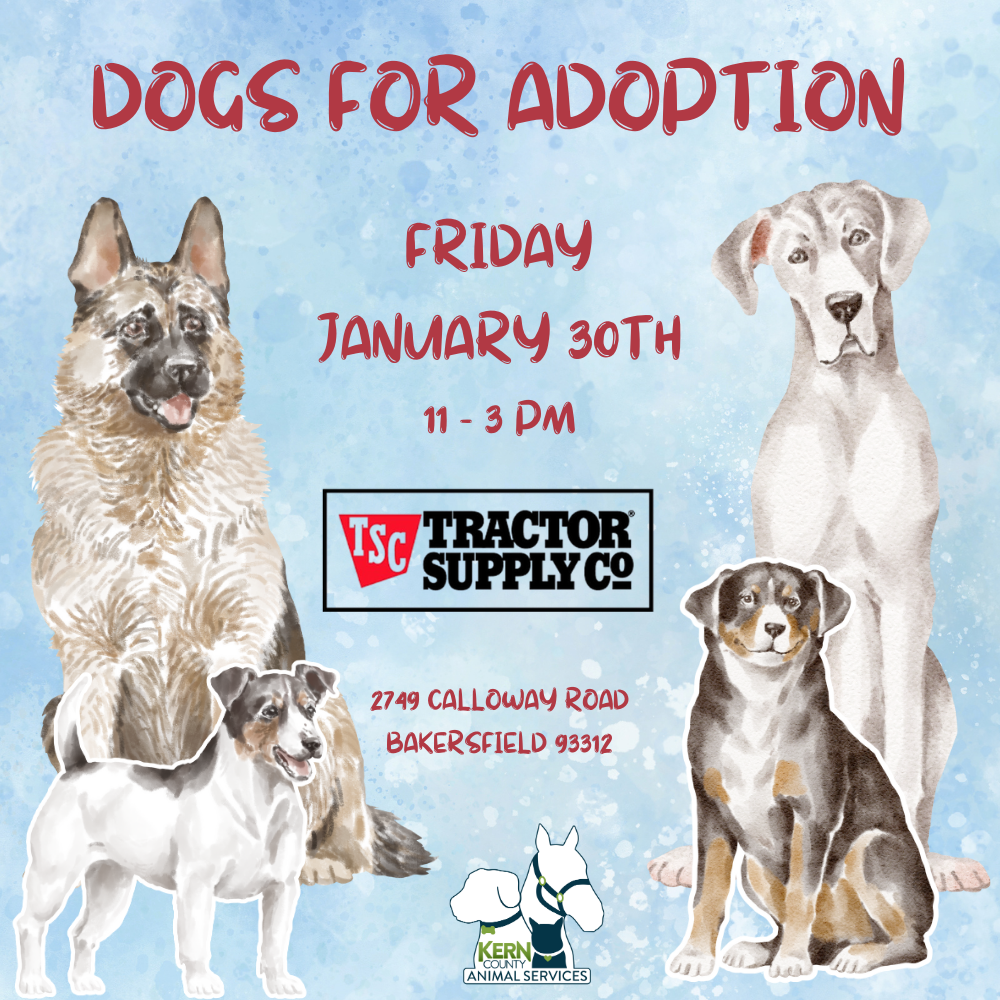 DOGS FOR ADOPTION
FRIDAY
JANUARY 30TH
11 - 3 PM
TSC TRACTOR
SUPPLY CO
2749 CALLOWAY ROAD
BAKERSFIELD 93312
KERN
COUNTY
ANIMAL SERVICES